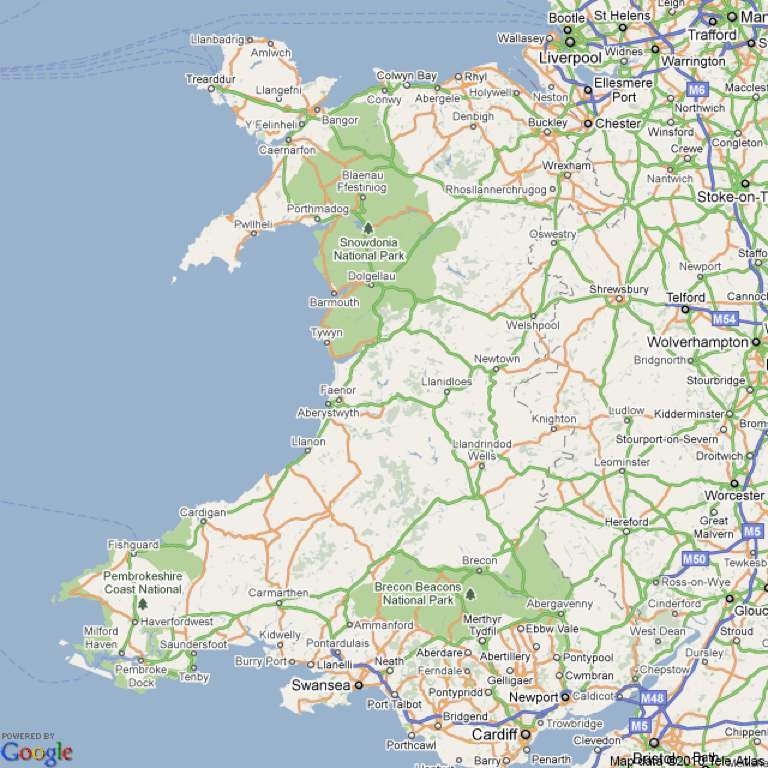 Bootle
St Helens
Leigh
Trafford
Man
Wallasey
Liverpool
Widnes
Warrington
Llanbadrig
Amlwch
Trearddur
Llangefni
Colwyn Bay
Rhyl
Conwy
Abergele
Holywell
Neston
Ellesmere
Port
M6
Northwich
Macclesf
Bangor
Y Felinheli
Caernarfon
Denbigh
Buckley
Chester
Winsford
Congleton
Crewe
Wrexham
Nantwich
Blaenau
Ffestiniog
Rhosllannerchrugog
Stoke-on-T
Porthmadog
Pwllheli
Snowdonia
National Park
Oswestry
Staffo
Dolgellau
Newport
Barmouth
Shrewsbury
Telford
Cannock
M54
Tywyn
Welshpool
Wolverhampton
Newtown
Bridgnorth
Faenor
Llanidloes
Stourbridge
Aberystwyth
Knighton
Ludlow
Kidderminster
Stourport-on-Severn
Broms
Llanon
Llandrindod
Wells
Leominster
Droitwich
Worcester
Cardigan
Hereford
Great
Malvern
M5
Fishguard
M50
Tewkesb
Brecon
Pembrokeshire
Coast National
Carmarthen
Brecon Beacons
National Park
Ross-on-Wye
Abergavenny
Cinderford
Glouc
Haverfordwest
Milford
Haven
Saundersfoot
Kidwelly
Ammanford
Pontardulais
Merthyr
Tydfil
Ebbw Vale
West Dean
Stroud
Pembroke
Dock
Tenby
Burry Port
Llanelli
Neath
Aberdare
Abertillery
Pontypool
Dursley
Ferndale
Gelligaer
Cwmbran
Chepstow
Swansea
Port Talbot
Pontypridd
Newport
Caldicot
M48
Bridgend
Trowbridge
M5
Porthcawl
Cardiff
Clevedon
Chippen
Barry
Penarth
Bristol
Bath
POWERED BY
Google
Map data ©2010 Tele Atlas